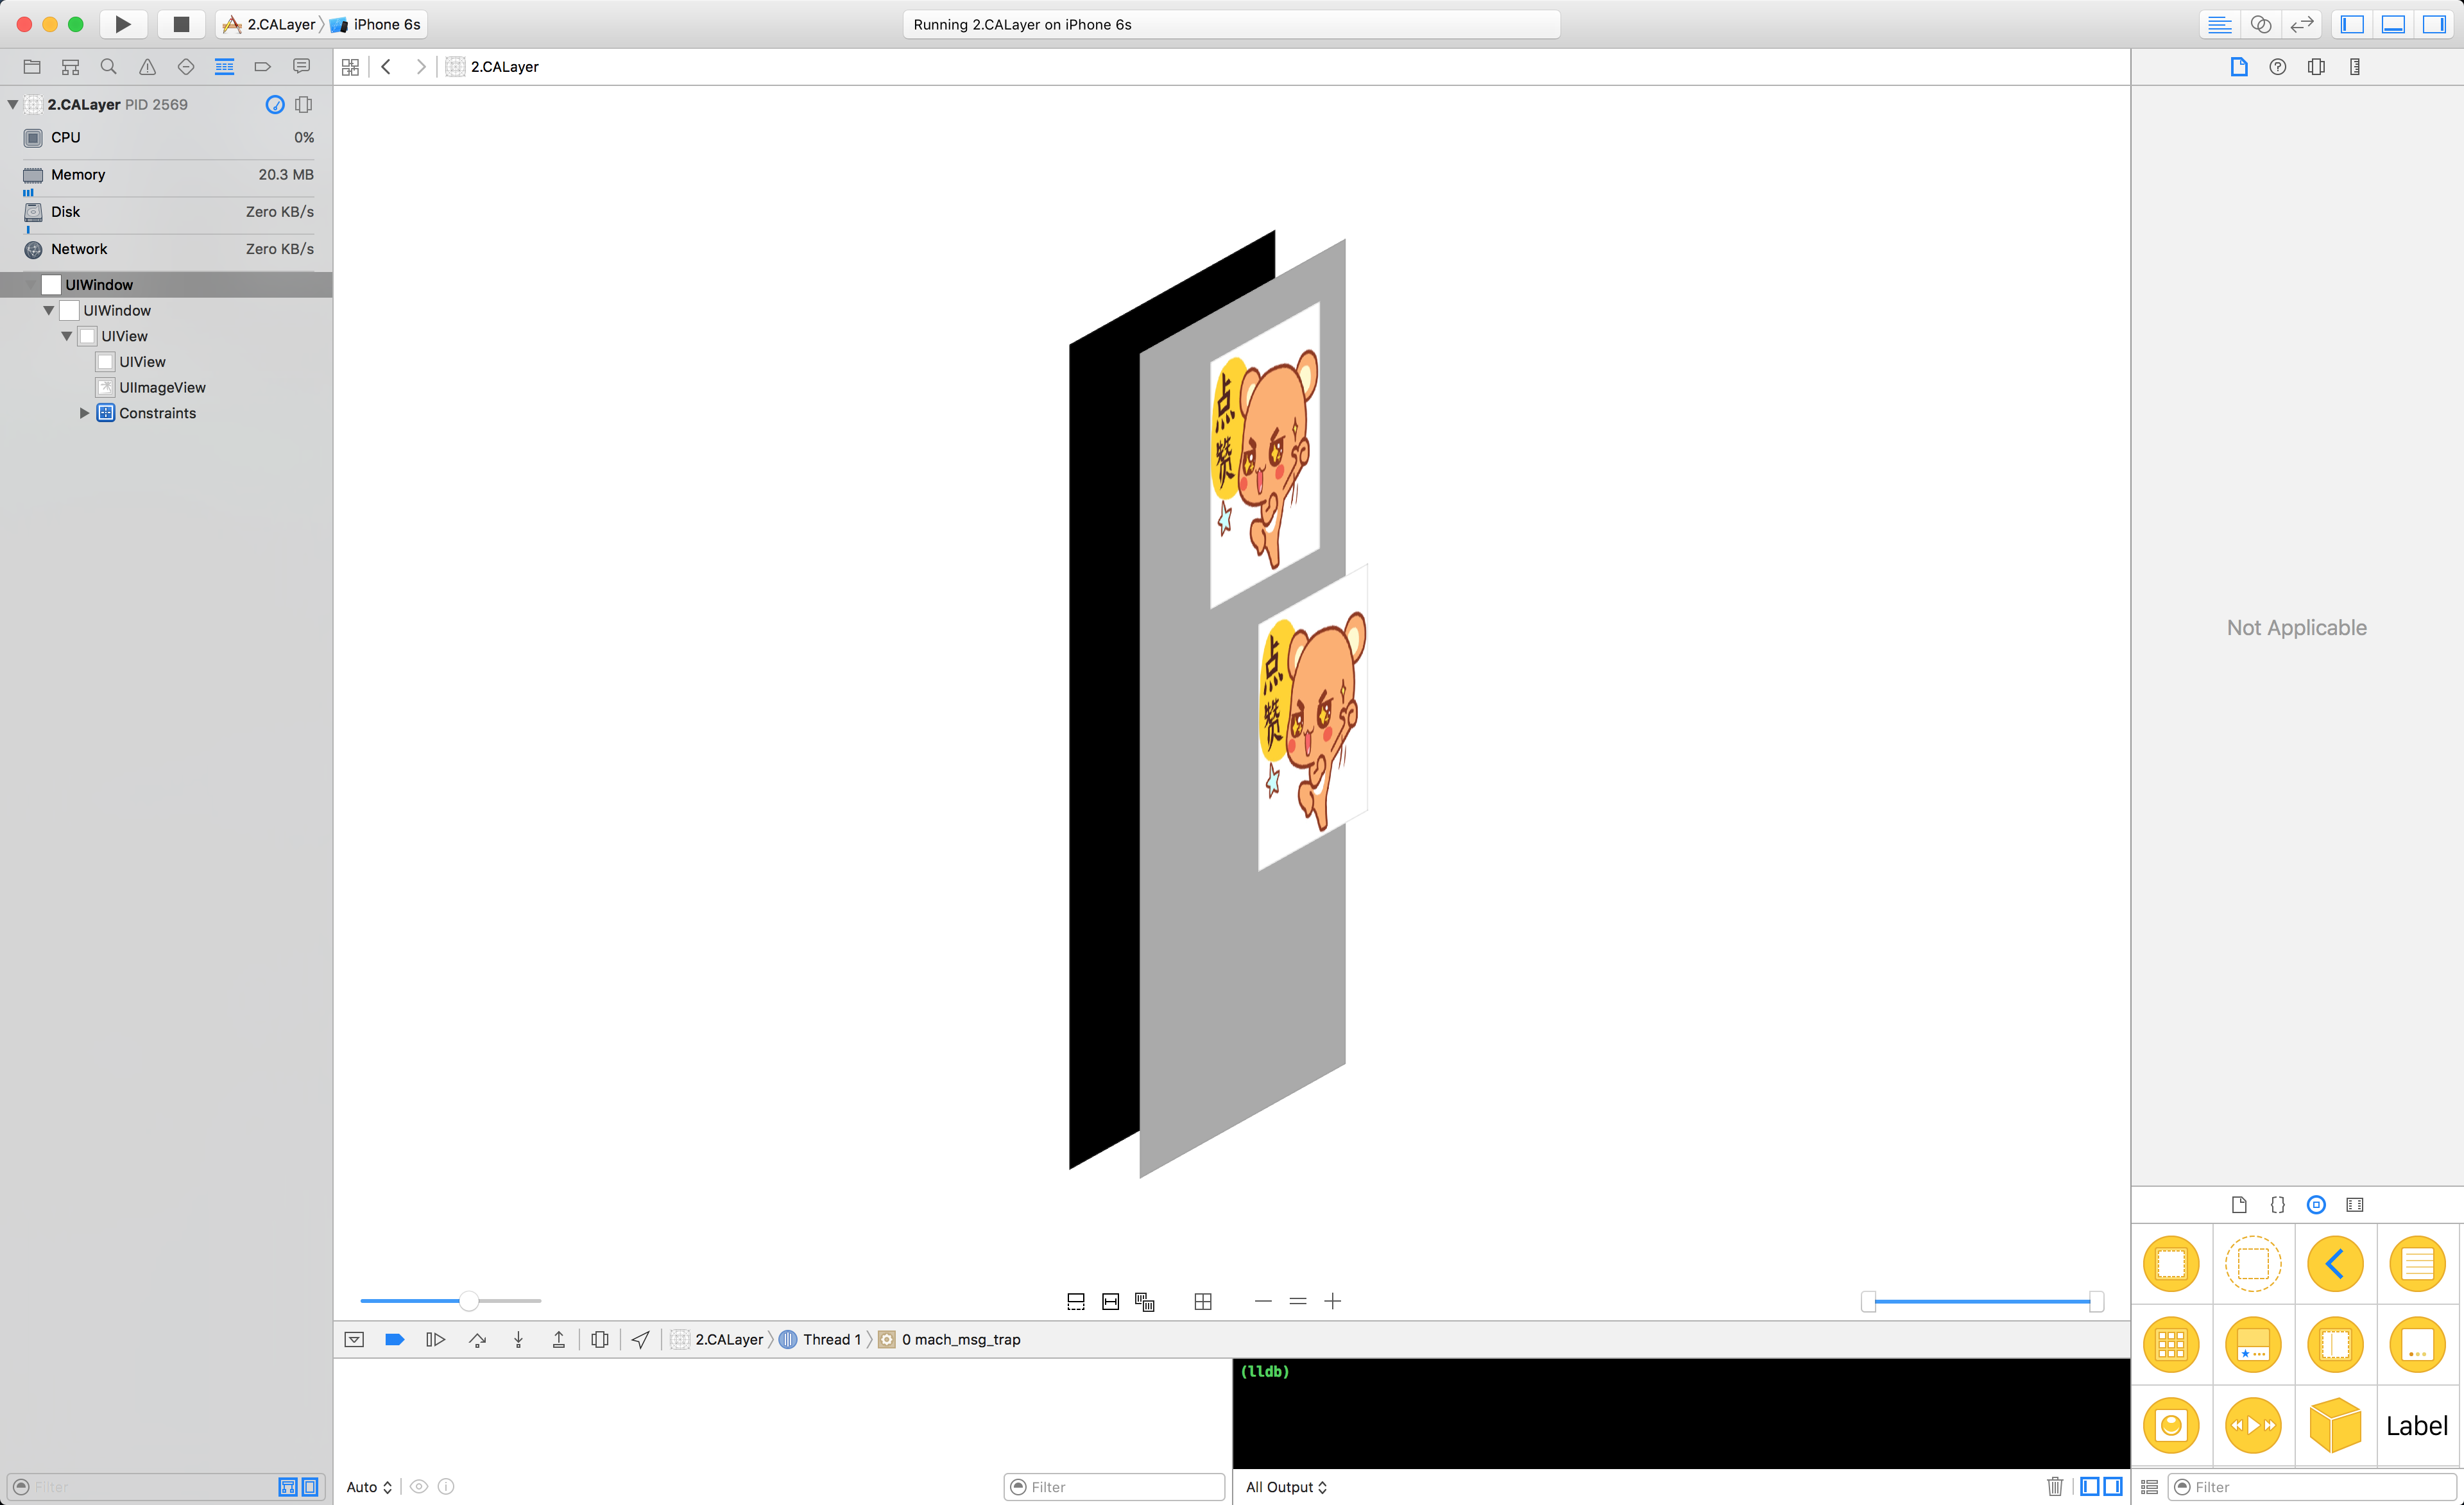 2.CALayer iPhone 6s
Running 2.CALayer on iPhone 6s
2.CALayer
2.CALayer PID 2569
CPU 0%
Memory 20.3 MB
Disk Zero KB/s
Network Zero KB/s
UIWindow
UIWindow
UIView
UIView
UIImageView
Constraints
点
赞
点
赞
Not Applicable
2.CALayer Thread 1 0 mach_msg_trap
(lldb)
Label
Filter
Auto
Filter
All Output
Filter